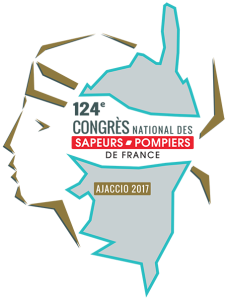 124e
CONGRÈS NATIONAL DES
SAPEURS-POMPIERS
DE FRANCE
AJACCIO 2017